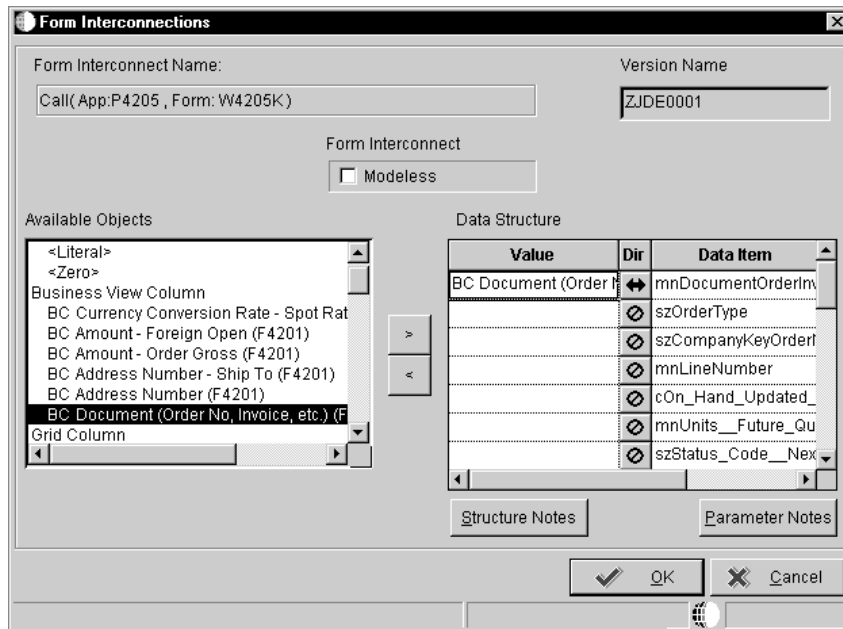 Form Interconnections
Form Interconnect Name:
Version Name
Call( App:P4205 , Form: W4205K )
ZJDE0001
Form Interconnect
Modeless
Available Objects
Data Structure
<Literal>
<Zero>
Business View Column
BC Currency Conversion Rate - Spot Rat
BC Amount - Foreign Open (F4201)
BC Amount - Order Gross (F4201)
BC Address Number - Ship To (F4201)
BC Address Number (F4201)
BC Document (Order No, Invoice, etc.) (F
Grid Column
>
<
Value Dir Data Item
BC Document (Order N mnDocumentOrderInv
szOrderType
szCompanyKeyOrderN
mnLineNumber
cOn_Hand_Updated_
mnUnits__Future_Qu
szStatus_Code__Nex
Structure Notes
Parameter Notes
OK
Cancel